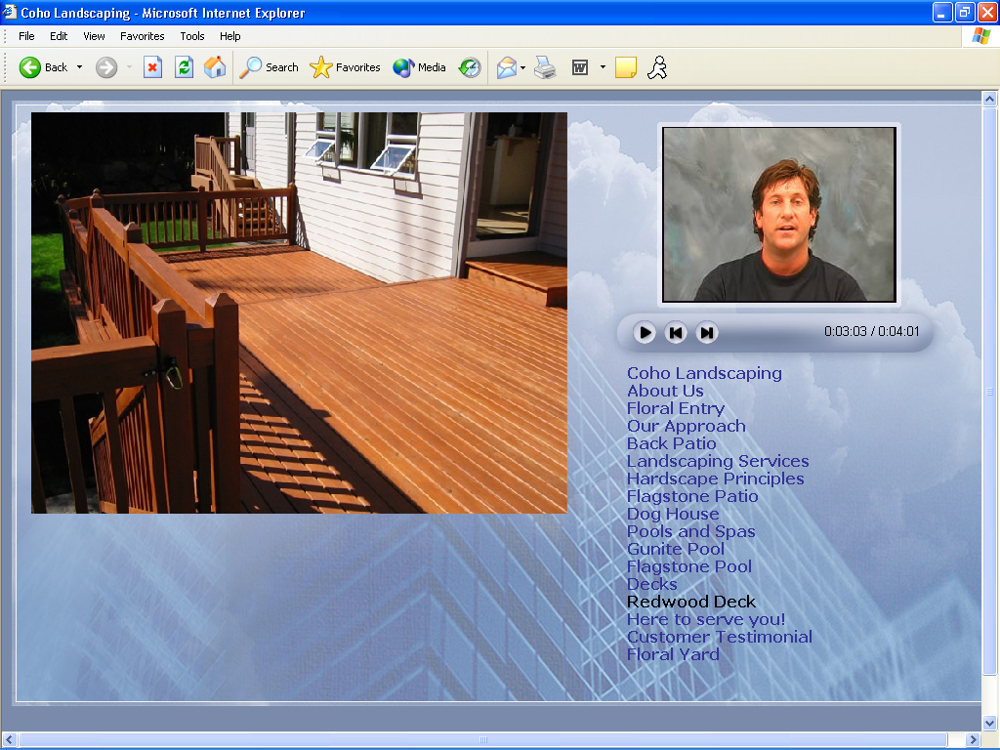 Coho Landscaping - Microsoft Internet Explorer
File Edit View Favorites Tools Help
Back Search Favorites Media W
0:03:03 / 0:04:01
Coho Landscaping
About Us
Floral Entry
Our Approach
Back Patio
Landscaping Services
Hardscape Principles
Flagstone Patio
Dog House
Pools and Spas
Gunite Pool
Flagstone Pool
Decks
Redwood Deck
Here to serve you!
Customer Testimonial
Floral Yard